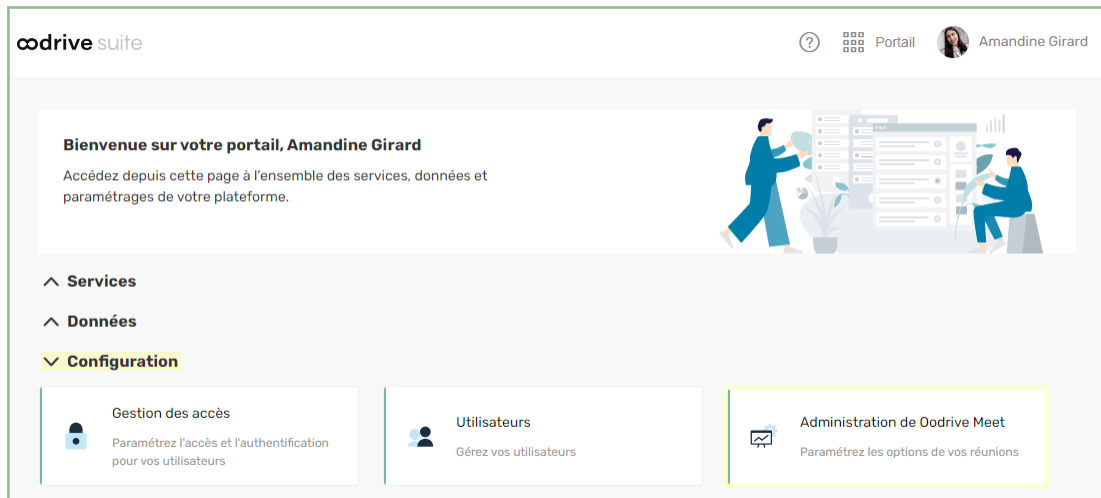 oodrive suite
Portail
Amandine Girard
Bienvenue sur votre portail, Amandine Girard
Accédez depuis cette page à l'ensemble des services, données et
paramétrages de votre plateforme.
Services
Données
Configuration
Gestion des accès
Paramétrez l'accès et l'authentification
pour vos utilisateurs
Utilisateurs
Gérez vos utilisateurs
Administration de Oodrive Meet
Paramétrez les options de vos réunions